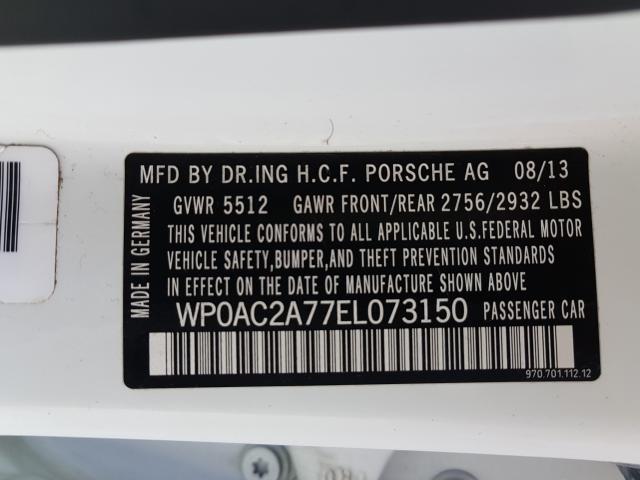 MFD BY DR.ING H.C.F. PORSCHE AG 08/13
GVWR 5512 GAWR FRONT/REAR 2756/2932 LBS
THIS VEHICLE CONFORMS TO ALL APPLICABLE U.S.FEDERAL MOTOR
VEHICLE SAFETY,BUMPER,AND THEFT PREVENTION STANDARDS
IN EFFECT ON THE DATE OF MANUFACTURE SHOWN ABOVE
WP0AC2A77EL073150 PASSENGER CAR
970.701.112.12
MADE IN GERMANY